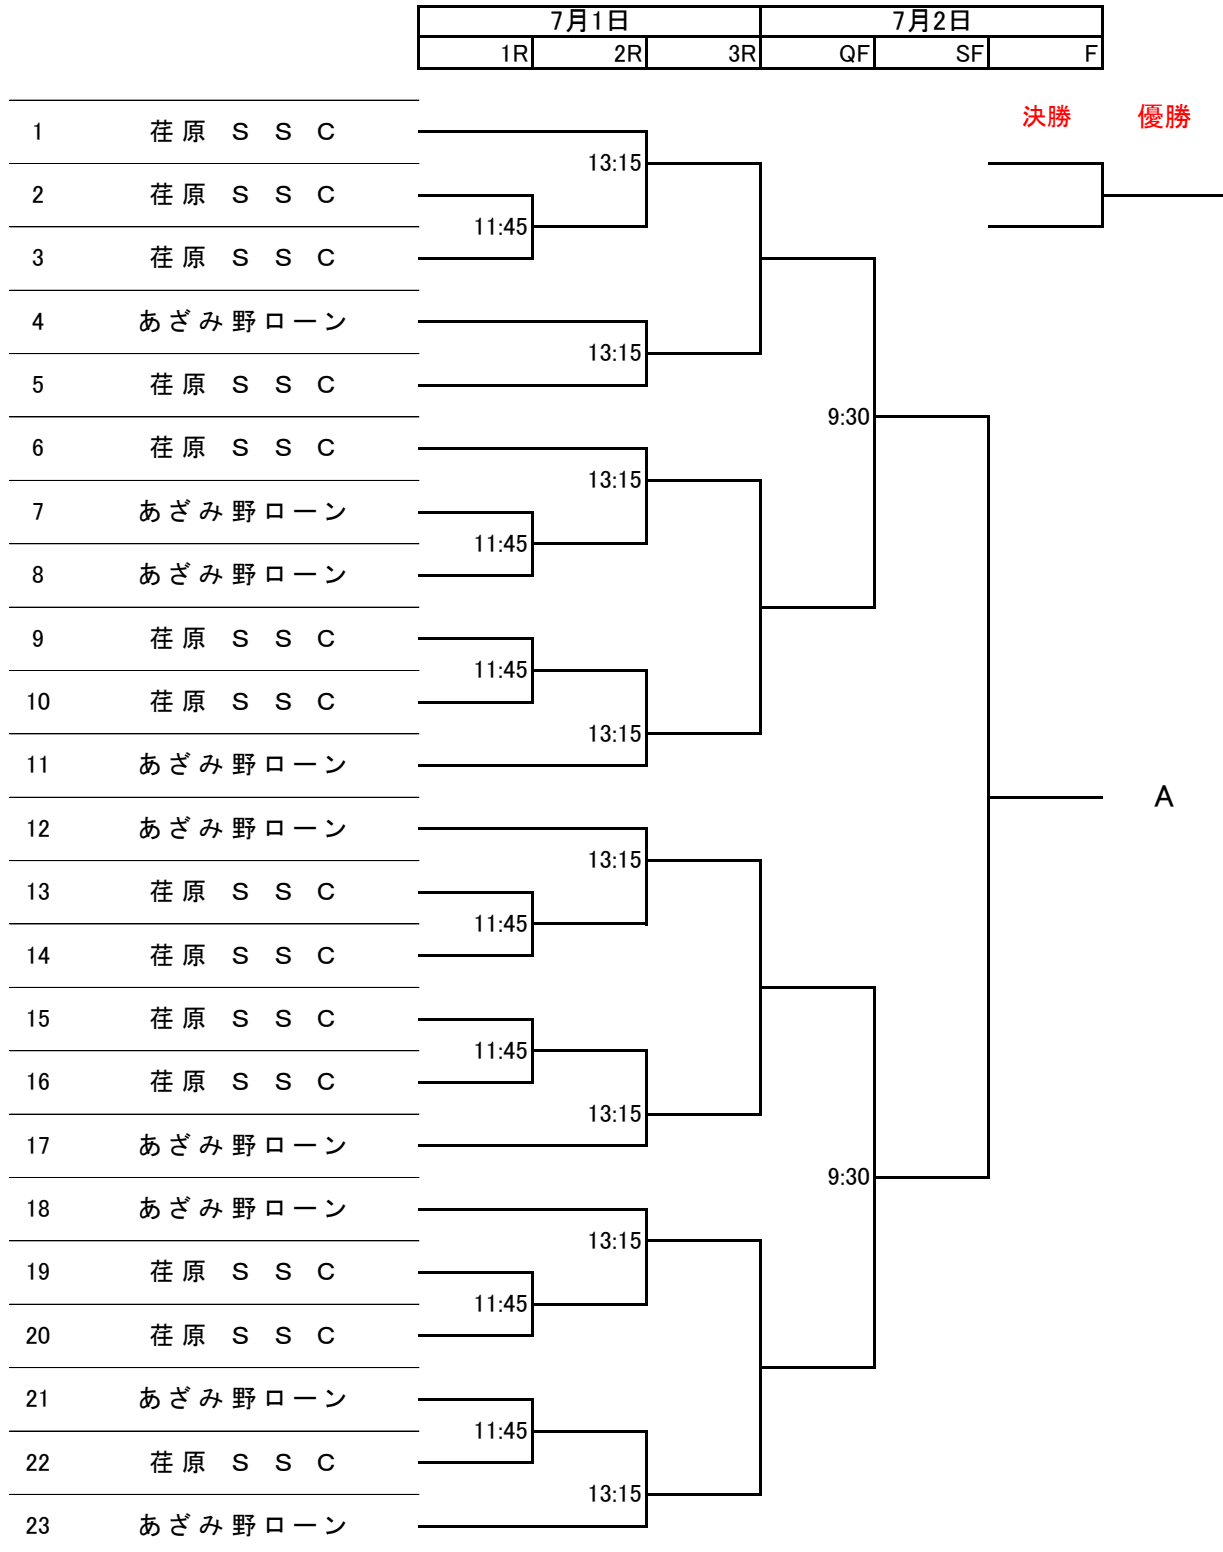 7月1日 7月2日
1R 2R 3R QF SF F
決勝 優勝
1 荏原 S S C
13:15
2 荏原 S S C
11:45
3 荏原 S S C
4 あざみ野ローン
13:15
5 荏原 S S C
9:30
6 荏原 S S C
13:15
7 あざみ野ローン
11:45
8 あざみ野ローン
9 荏原 S S C
11:45
10 荏原 S S C
13:15
11 あざみ野ローン
A
12 あざみ野ローン
13:15
13 荏原 S S C
11:45
14 荏原 S S C
15 荏原 S S C
11:45
16 荏原 S S C
13:15
17 あざみ野ローン
9:30
18 あざみ野ローン
13:15
19 荏原 S S C
11:45
20 荏原 S S C
21 あざみ野ローン
11:45
22 荏原 S S C
13:15
23 あざみ野ローン